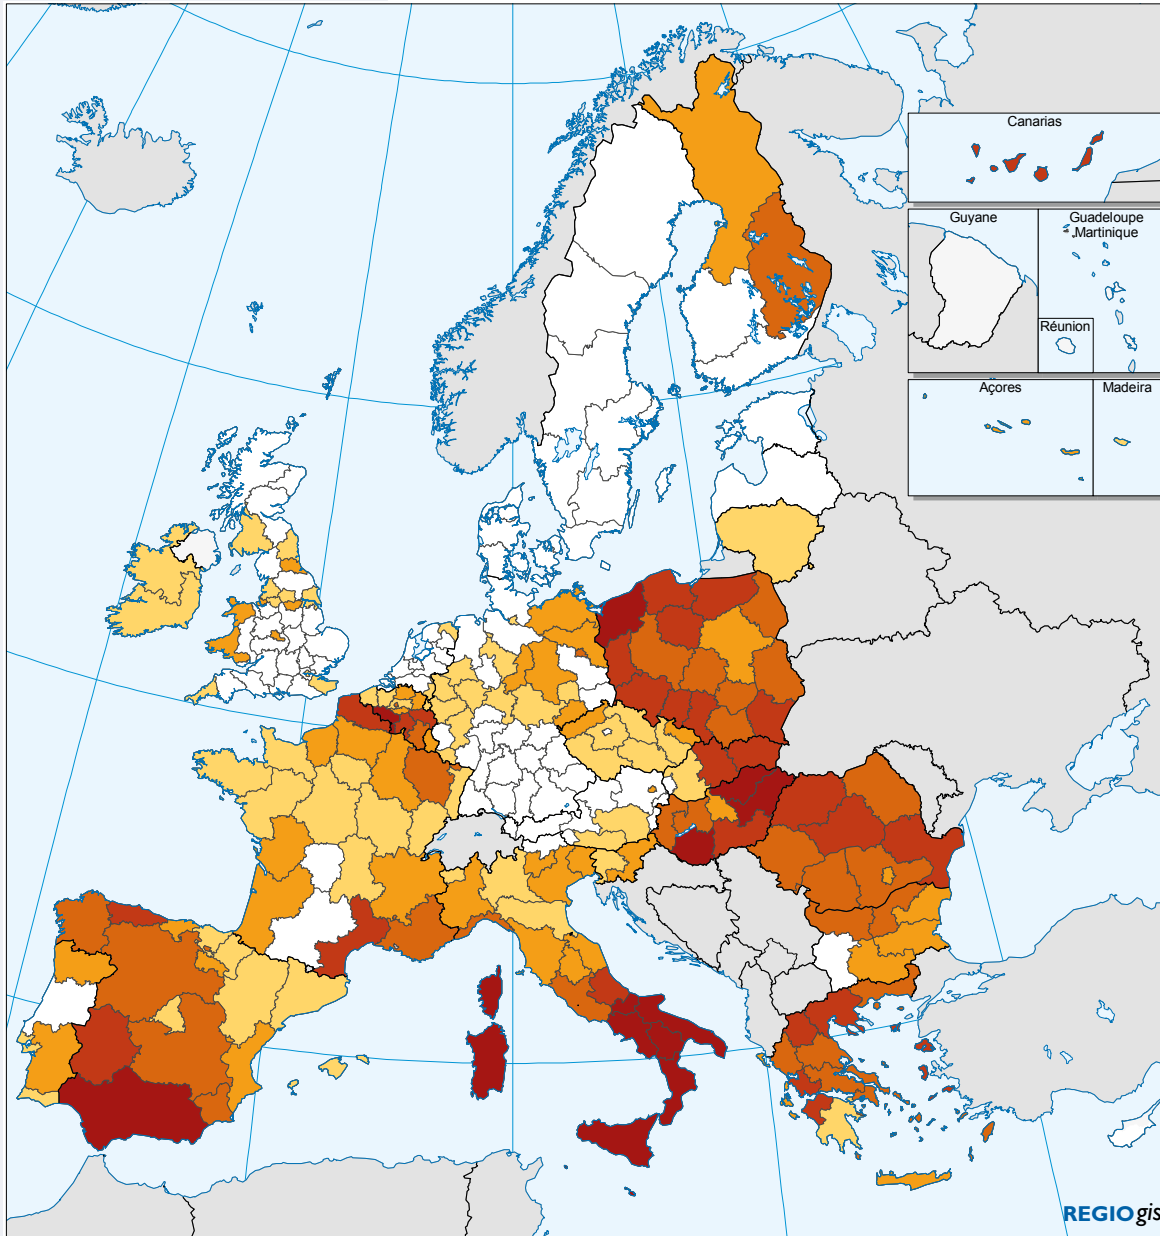 Canarias
Guyane
Guadeloupe
Martinique
Réunion
Açores
Madeira
REGIOgis